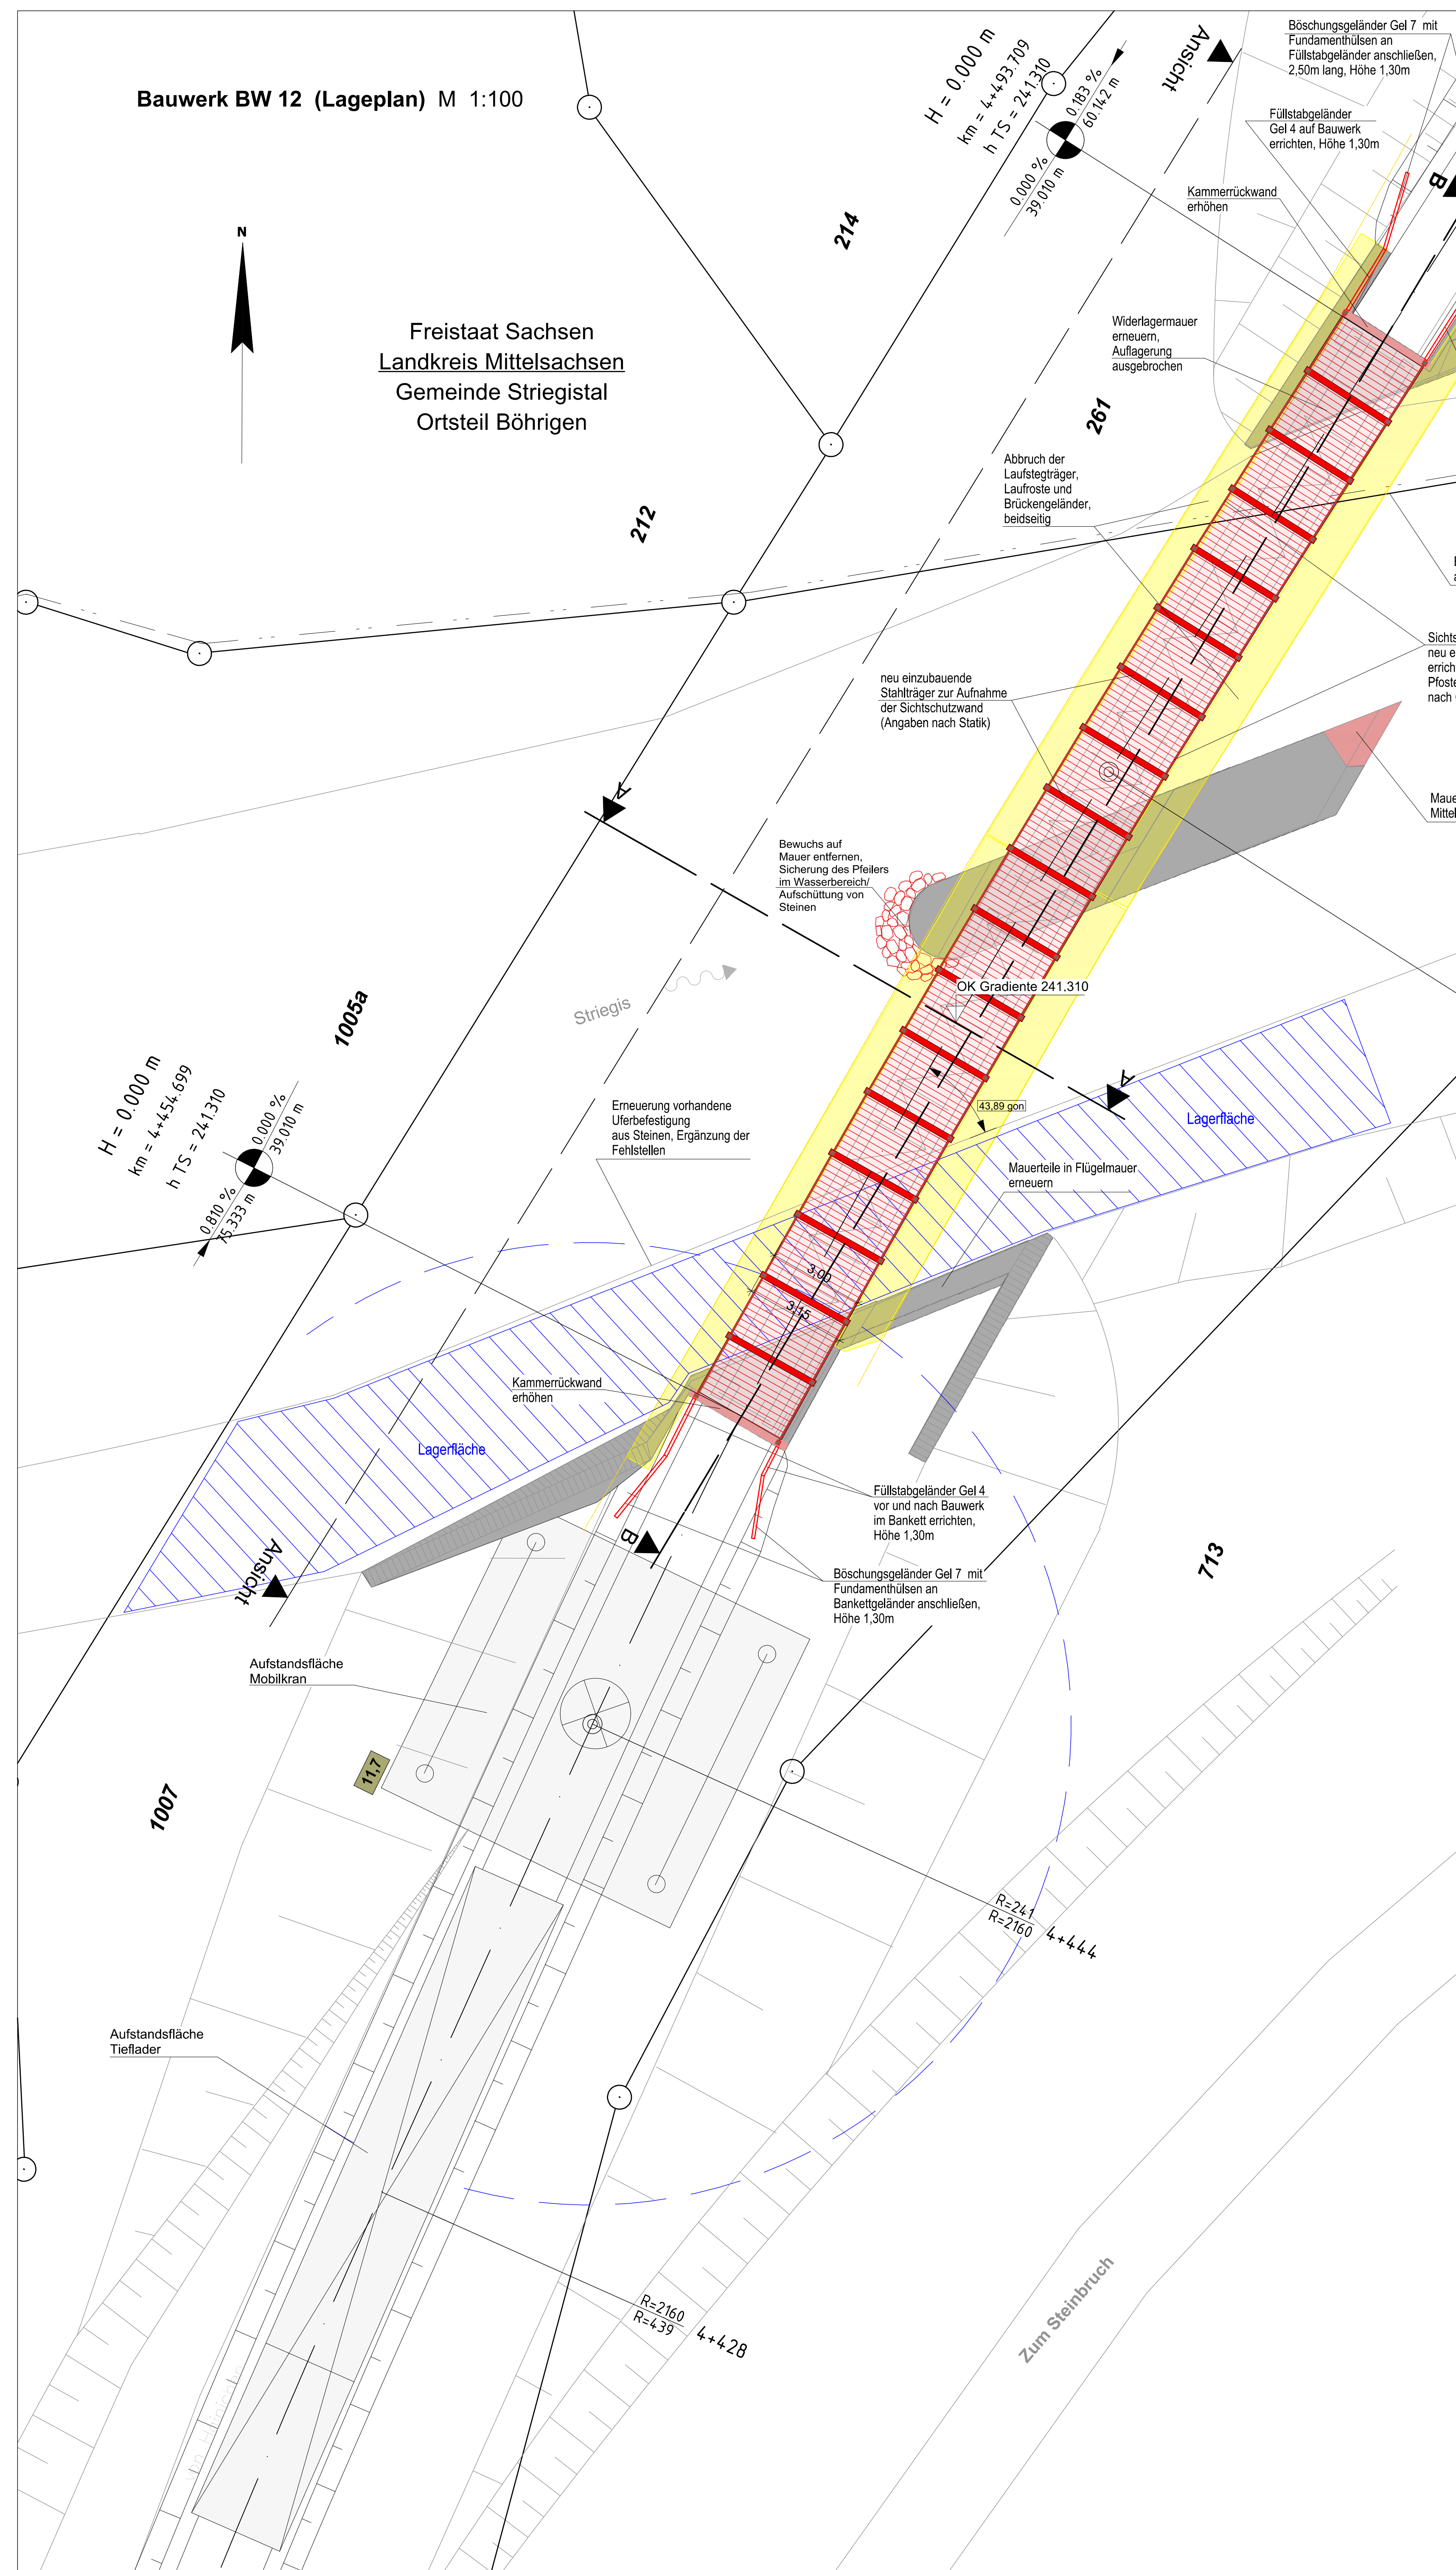 Bauwerk BW 12 (Lageplan) M 1:100
N
Freistaat Sachsen
Landkreis Mittelsachsen
Gemeinde Striegistal
Ortsteil Böhrigen
H = 0.000 m
km = 4+493.709
h TS = 241.310
0.183 %
60.142 m
0.000 %
39.010 m
Ansicht
Böschungsgeländer Gel 7 mit
Fundamenthülsen an
Füllstabgeländer anschließen,
2,50m lang, Höhe 1,30m
Füllstabgeländer
Gel 4 auf Bauwerk
errichten, Höhe 1,30m
B
Kammerrückwand
erhöhen
214
Widerlagermauer
erneuern,
Auflagerung
ausgebrochen
261
Abbruch der
Laufstegträger,
Laufroste und
Brückengeländer,
beidseitig
212
neu einzubauende
Stahlträger zur Aufnahme
der Sichtschutzwand
(Angaben nach Statik)
Sichts
neu e
errich
Pfoste
nach
Maue
Mittel
A
Bewuchs auf
Mauer entfernen,
Sicherung des Pfeilers
im Wasserbereich/
Aufschüttung von
Steinen
Striegis
OK Gradiente 241.310
1005a
H = 0.000 m
km = 4+454.699
h TS = 241.310
0.000 %
39.010 m
0.810 %
75.333 m
Erneuerung vorhandene
Uferbefestigung
aus Steinen, Ergänzung der
Fehlstellen
43,89 gon
A
Lagerfläche
Mauerteile in Flügelmauer
erneuern
3,00
3,15
Kammerrückwand
erhöhen
Lagerfläche
Füllstabgeländer Gel 4
vor und nach Bauwerk
im Bankett errichten,
Höhe 1,30m
B
Ansicht
Böschungsgeländer Gel 7 mit
Fundamenthülsen an
Bankettgeländer anschließen,
Höhe 1,30m
713
Aufstandsfläche
Mobilkran
11,7
1007
R=241
R=2160
4+444
Aufstandsfläche
Tieflader
R=2160
R=439
4+428
Zum Steinbruch